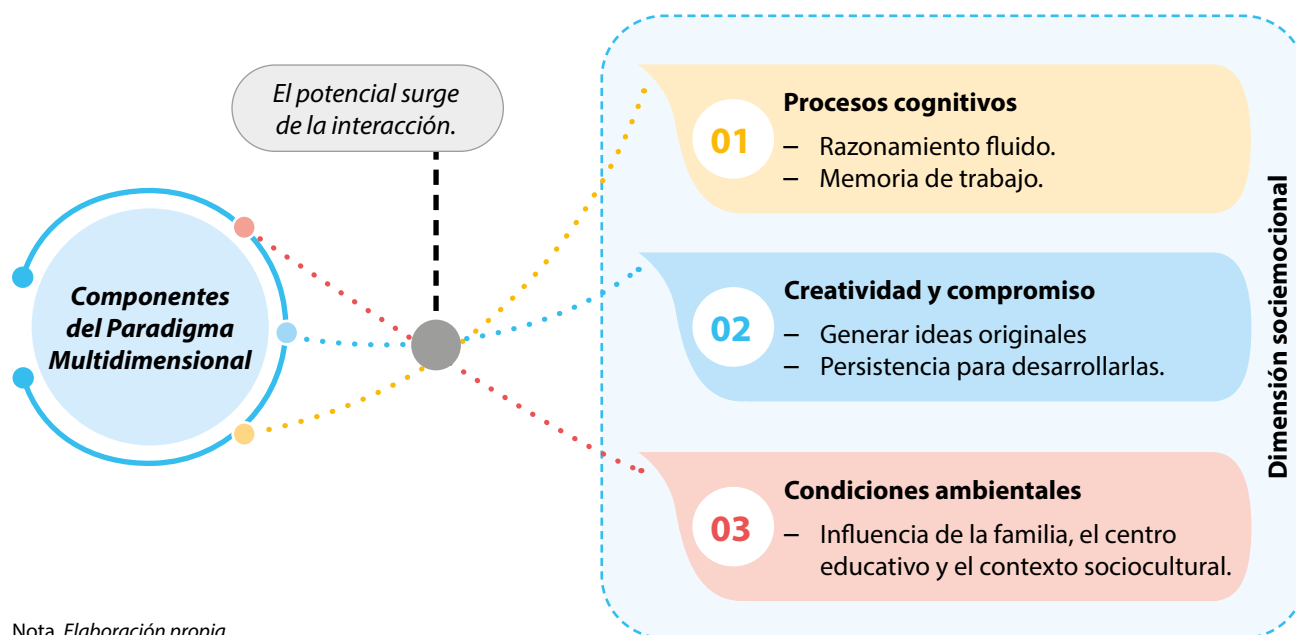 El potencial surge
de la interacción.
Componentes
del Paradigma
Multidimensional
01
Procesos cognitivos
– Razonamiento fluido.
– Memoria de trabajo.
02
Creatividad y compromiso
– Generar ideas originales
– Persistencia para desarrollarlas.
03
Condiciones ambientales
– Influencia de la familia, el centro
educativo y el contexto sociocultural.
Dimensión sociemocional
Nota. Elaboración propia